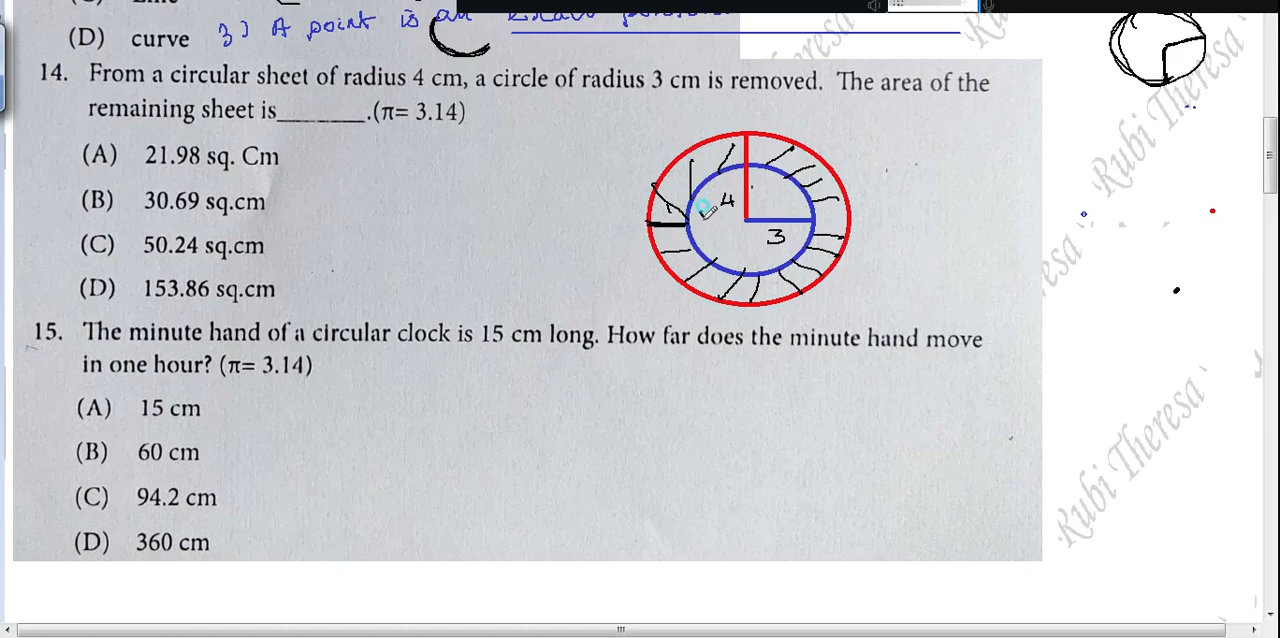 (D) curve 3) A point is an
14. From a circular sheet of radius 4 cm, a circle of radius 3 cm is removed. The area of the
remaining sheet is________.(π= 3.14)
(A) 21.98 sq. Cm
(B) 30.69 sq.cm
(C) 50.24 sq.cm
(D) 153.86 sq.cm
4
3
15. The minute hand of a circular clock is 15 cm long. How far does the minute hand move
in one hour? (π= 3.14)
(A) 15 cm
(B) 60 cm
(C) 94.2 cm
(D) 360 cm
Rubi Theresa
Rubi Theresa